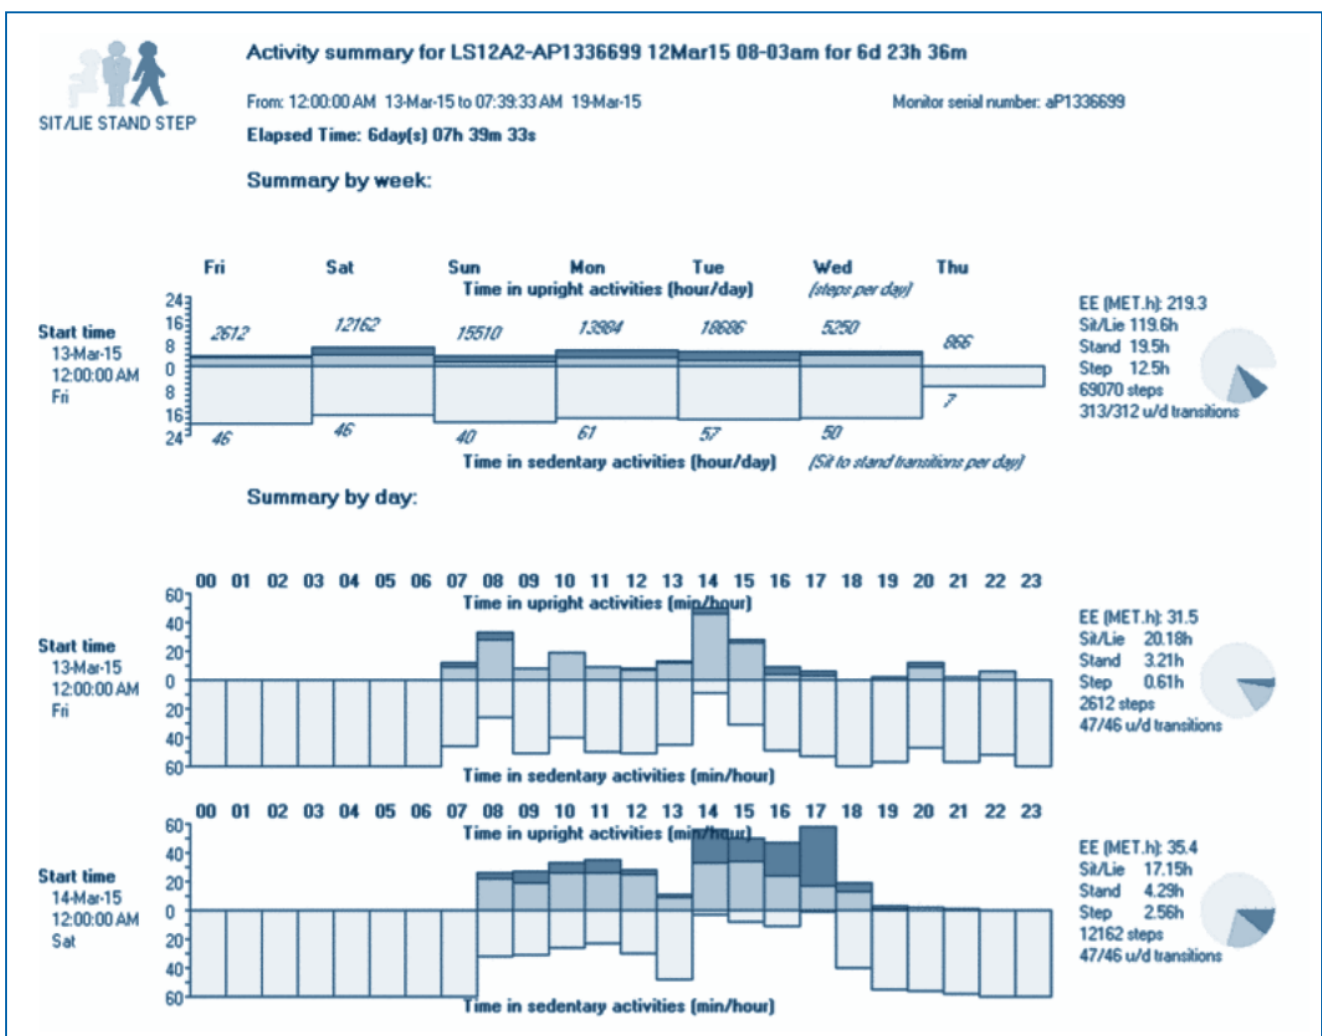 Activity summary for LS12A2-AP1336699 12Mar15 08-03am for 6d 23h 36m
SIT/LIE STAND STEP
From: 12:00:00 AM 13-Mar-15 to 07:39:33 AM 19-Mar-15
Monitor serial number: aP1336699
Elapsed Time: 6day(s) 07h 39m 33s
Summary by week:
Fri Sat Sun Mon Tue Wed Thu
Time in upright activities (hour/day) (steps per day)
24
16
8
0
8
16
24
Start time
13-Mar-15
12:00:00 AM
Fri
2612 12162 15510 13984 18686 5250 866
46 46 40 61 57 50 7
Time in sedentary activities (hour/day) (Sit to stand transitions per day)
EE (MET.h): 219.3
Sit/Lie 119.6h
Stand 19.5h
Step 12.5h
69070 steps
313/312 u/d transitions
Summary by day:
00 01 02 03 04 05 06 07 08 09 10 11 12 13 14 15 16 17 18 19 20 21 22 23
Time in upright activities (min/hour)
60
40
20
0
20
40
60
Start time
13-Mar-15
12:00:00 AM
Fri
Time in sedentary activities (min/hour)
EE (MET.h): 31.5
Sit/Lie 20.18h
Stand 3.21h
Step 0.61h
2612 steps
47/46 u/d transitions
00 01 02 03 04 05 06 07 08 09 10 11 12 13 14 15 16 17 18 19 20 21 22 23
Time in upright activities (min/hour)
60
40
20
0
20
40
60
Start time
14-Mar-15
12:00:00 AM
Sat
Time in sedentary activities (min/hour)
EE (MET.h): 35.4
Sit/Lie 17.15h
Stand 4.29h
Step 2.56h
12162 steps
47/46 u/d transitions